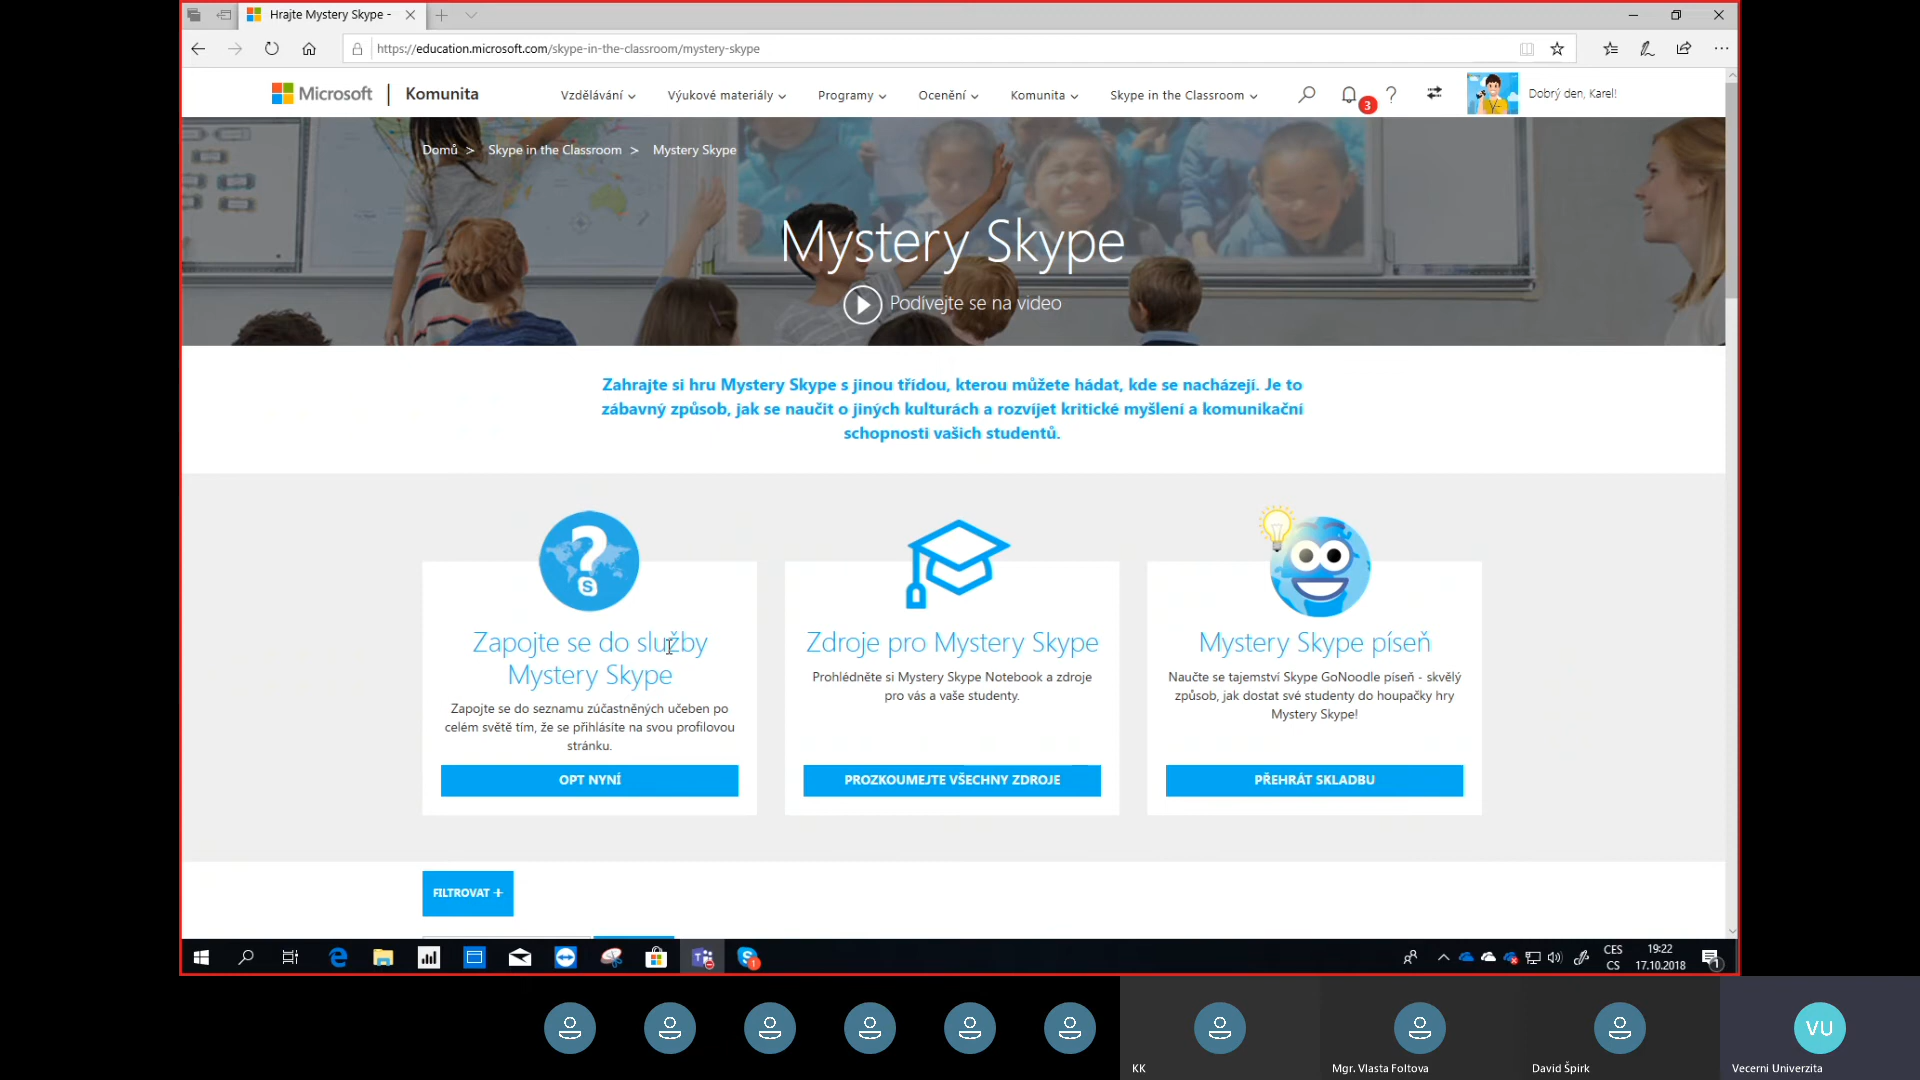 Hrajte Mystery Skype -
https://education.microsoft.com/skype-in-the-classroom/mystery-skype
Microsoft | Komunita
Vzdělávání
Výukové materiály
Programy
Ocenění
Komunita
Skype in the Classroom
3
Dobrý den, Karel!
Domů > Skype in the Classroom > Mystery Skype
Mystery Skype
Podívejte se na video
Zahrajte si hru Mystery Skype s jinou třídou, kterou můžete hádat, kde se nacházejí. Je to
zábavný způsob, jak se naučit o jiných kulturách a rozvíjet kritické myšlení a komunikační
schopnosti vašich studentů.
Zapojte se do služby
Mystery Skype
Zapojte se do seznamu zúčastněných učeben po
celém světě tím, že se přihlásíte na svou profilovou
stránku.
OPT NYNÍ
Zdroje pro Mystery Skype
Prohlédněte si Mystery Skype Notebook a zdroje
pro vás a vaše studenty.
PROZKOUMEJTE VŠECHNY ZDROJE
Mystery Skype píseň
Naučte se tajemství Skype GoNoodle píseň - skvělý
způsob, jak dostat své studenty do houpačky hry
Mystery Skype!
PŘEHRÁT SKLADBU
FILTROVAT +
CES
CS
19:22
17.10.2018
1
KK
Mgr. Vlasta Foltova
David Špirk
VU
Vecerni Univerzita